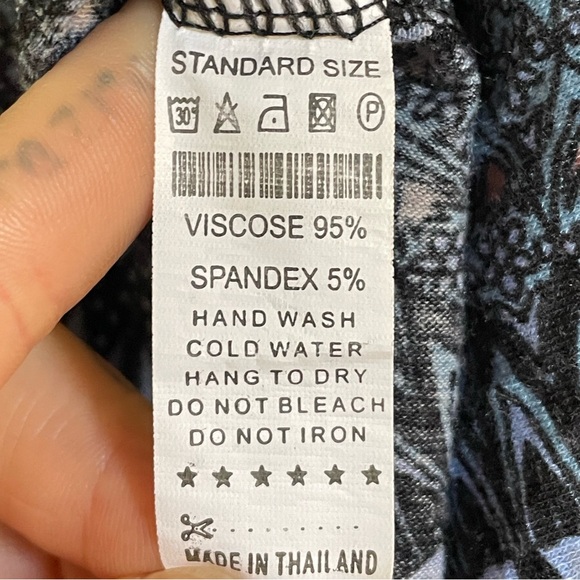 STANDARD SIZE
30° P
VISCOSE 95%
SPANDEX 5%
HAND WASH
COLD WATER
HANG TO DRY
DO NOT BLEACH
DO NOT IRON
MADE IN THAILAND